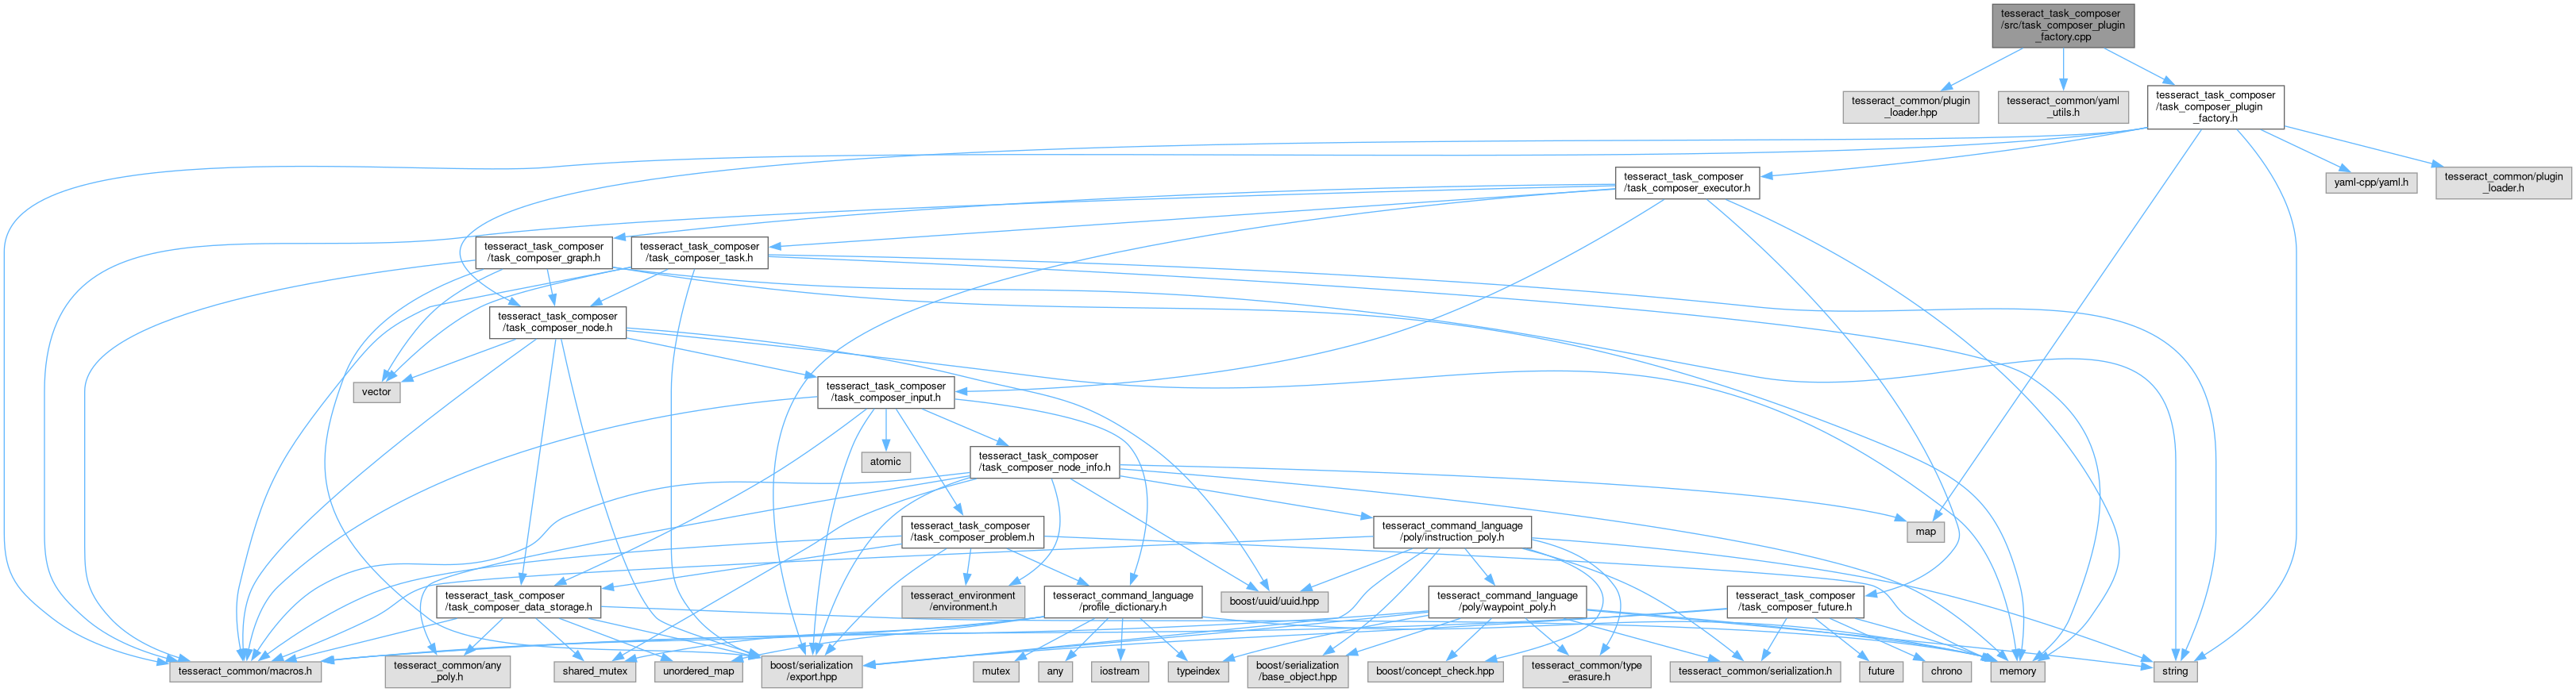 tesseract_task_composer
/src/task_composer_plugin
_factory.cpp
tesseract_common/plugin
_loader.hpp
tesseract_common/yaml
_utils.h
tesseract_task_composer
/task_composer_plugin
_factory.h
tesseract_task_composer
/task_composer_executor.h
yaml-cpp/yaml.h
tesseract_common/plugin
_loader.h
tesseract_task_composer
/task_composer_graph.h
tesseract_task_composer
/task_composer_task.h
tesseract_task_composer
/task_composer_node.h
vector
tesseract_task_composer
/task_composer_input.h
atomic
tesseract_task_composer
/task_composer_node_info.h
tesseract_task_composer
/task_composer_problem.h
tesseract_command_language
/poly/instruction_poly.h
map
tesseract_task_composer
/task_composer_data_storage.h
tesseract_environment
/environment.h
tesseract_command_language
/profile_dictionary.h
boost/uuid/uuid.hpp
tesseract_command_language
/poly/waypoint_poly.h
tesseract_task_composer
/task_composer_future.h
tesseract_common/macros.h
tesseract_common/any
_poly.h
shared_mutex
unordered_map
boost/serialization
/export.hpp
mutex
any
iostream
typeindex
boost/serialization
/base_object.hpp
boost/concept_check.hpp
tesseract_common/type
_erasure.h
tesseract_common/serialization.h
future
chrono
memory
string